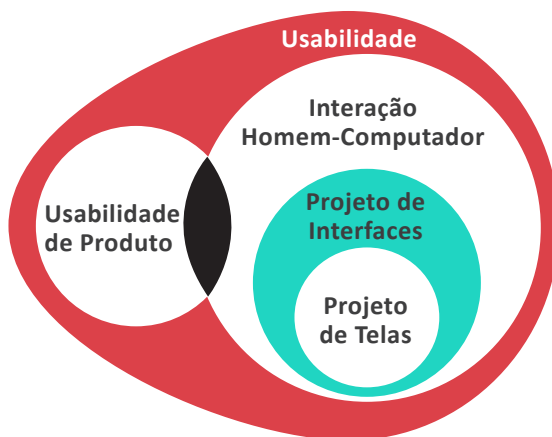 Usabilidade
Interação
Homem-Computador
Usabilidade
de Produto
Projeto de
Interfaces
Projeto
de Telas